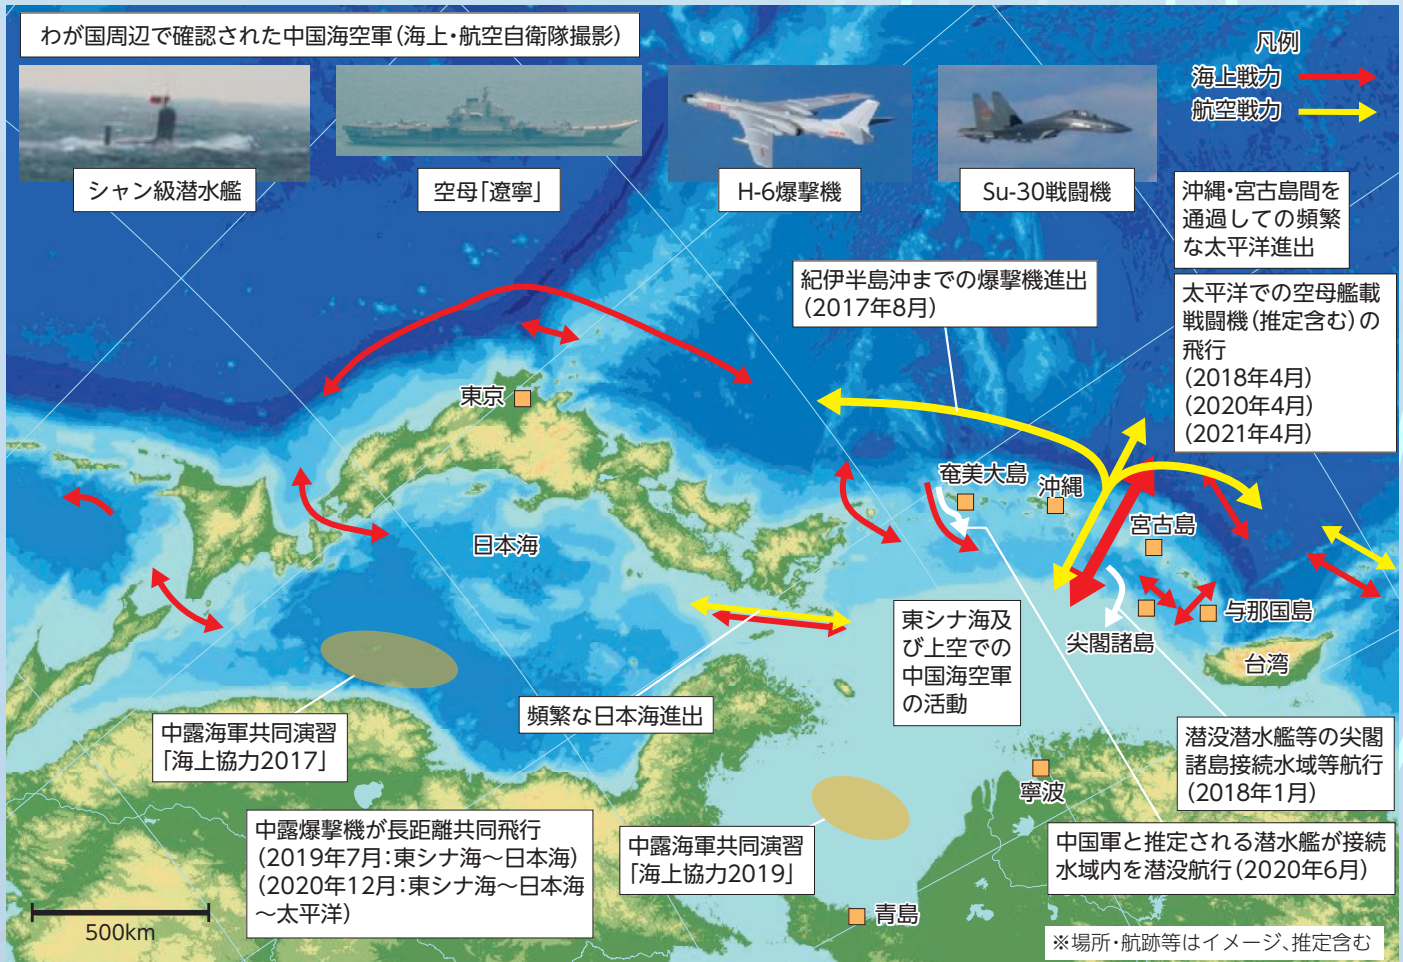 わが国周辺で確認された中国海空軍(海上・航空自衛隊撮影)
凡例
海上戦力
航空戦力
シャン級潜水艦
空母「遼寧」
H-6爆撃機
Su-30戦闘機
沖縄・宮古島間を
通過しての頻繁
な太平洋進出
紀伊半島沖までの爆撃機進出
(2017年8月)
太平洋での空母艦載
戦闘機(推定含む)の
飛行
(2018年4月)
(2020年4月)
(2021年4月)
東京
奄美大島
沖縄
宮古島
日本海
与那国島
尖閣諸島
台湾
東シナ海及
び上空での
中国海空軍
の活動
頻繁な日本海進出
中露海軍共同演習
「海上協力2017」
潜没潜水艦等の尖閣
諸島接続水域等航行
(2018年1月)
寧波
中露爆撃機が長距離共同飛行
(2019年7月:東シナ海~日本海)
(2020年12月:東シナ海~日本海
~太平洋)
中露海軍共同演習
「海上協力2019」
中国軍と推定される潜水艦が接続
水域内を潜没航行(2020年6月)
青島
500km
※場所・航跡等はイメージ、推定含む